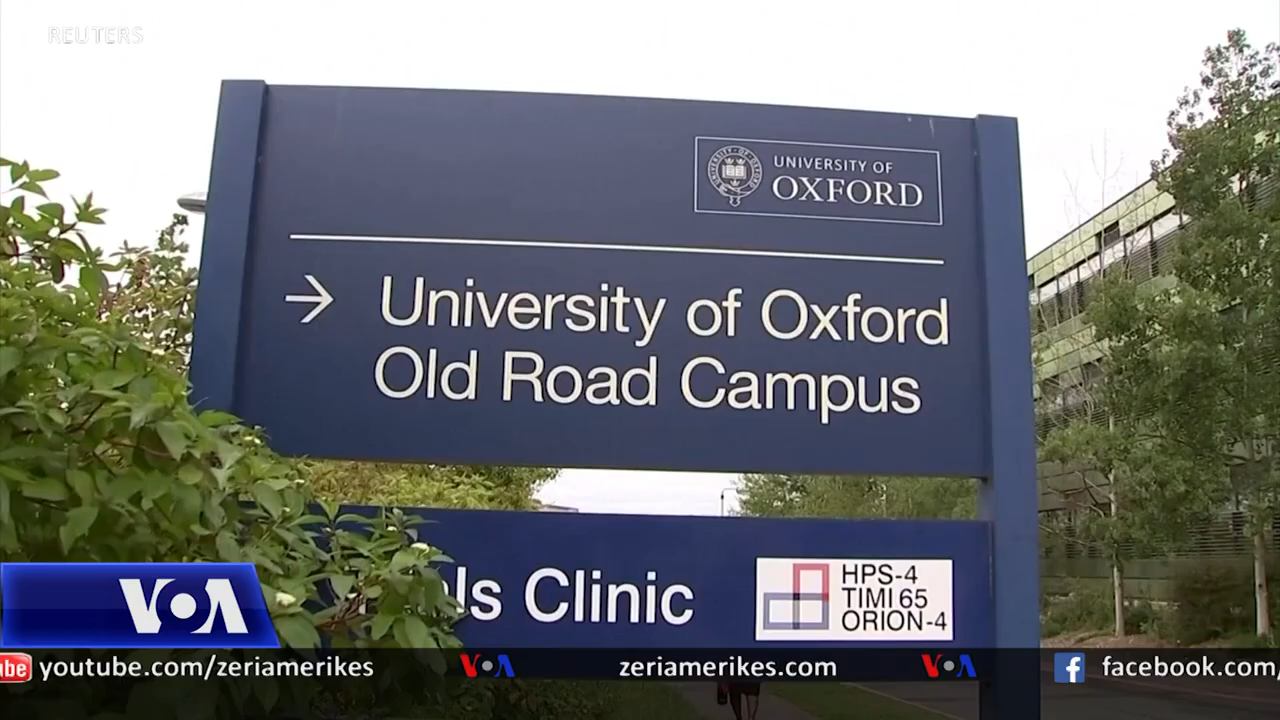 REUTERS
UNIVERSITY OF
OXFORD
→ University of Oxford
Old Road Campus
ls Clinic
HPS-4
TIMI 65
ORION-4
VOA
youtube.com/zeriamerikes VOA zeriamerikes.com VOA facebook.com/